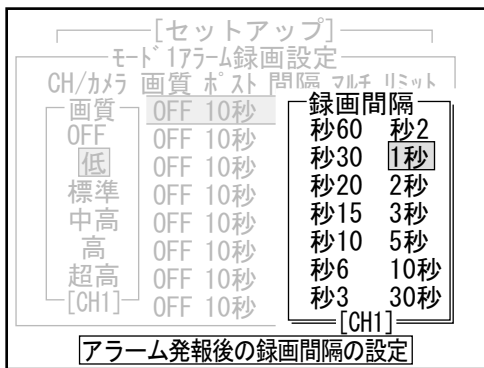 [セットアップ]
モード1アラーム録画設定
CH/カメラ 画質 ポスト 間隔 マルチ リミット
画質 OFF 10秒
OFF OFF 10秒
低 OFF 10秒
標準 OFF 10秒
中高 OFF 10秒
高 OFF 10秒
超高 OFF 10秒
[CH1] OFF 10秒
録画間隔
秒60 秒2
秒30 1秒
秒20 2秒
秒15 3秒
秒10 5秒
秒6 10秒
秒3 30秒
[CH1]
アラーム発報後の録画間隔の設定